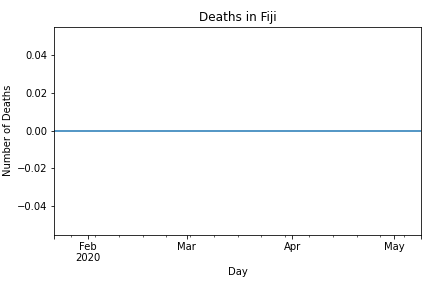 Deaths in Fiji
Number of Deaths
0.04
0.02
0.00
−0.02
−0.04
Feb
2020
Mar
Apr
May
Day